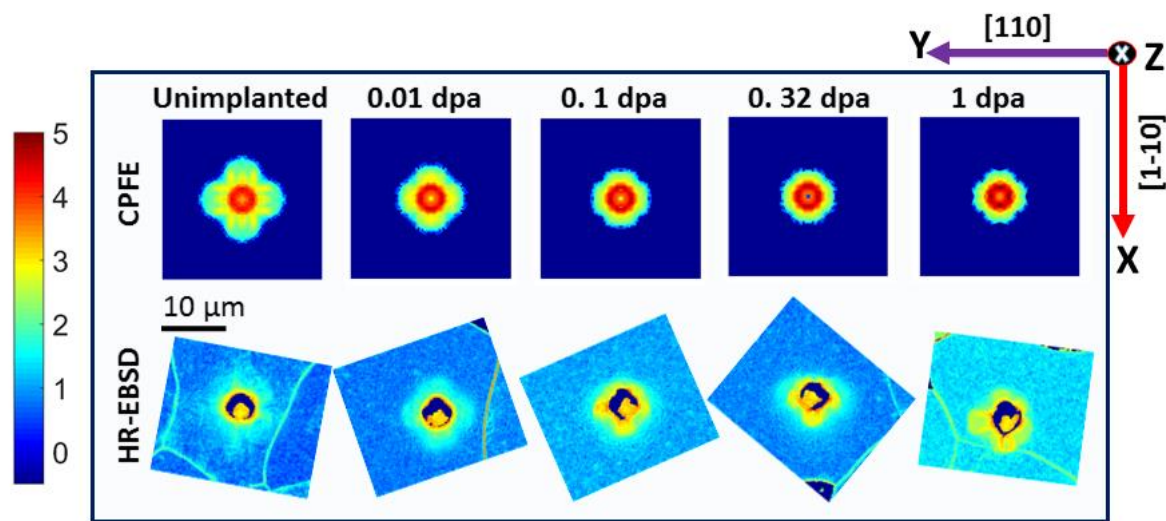 Y
[110]
Z
X
Unimplanted
0.01 dpa
0. 1 dpa
0. 32 dpa
1 dpa
[1-10]
X
5
4
3
2
1
0
CPFE
10 µm
HR-EBSD